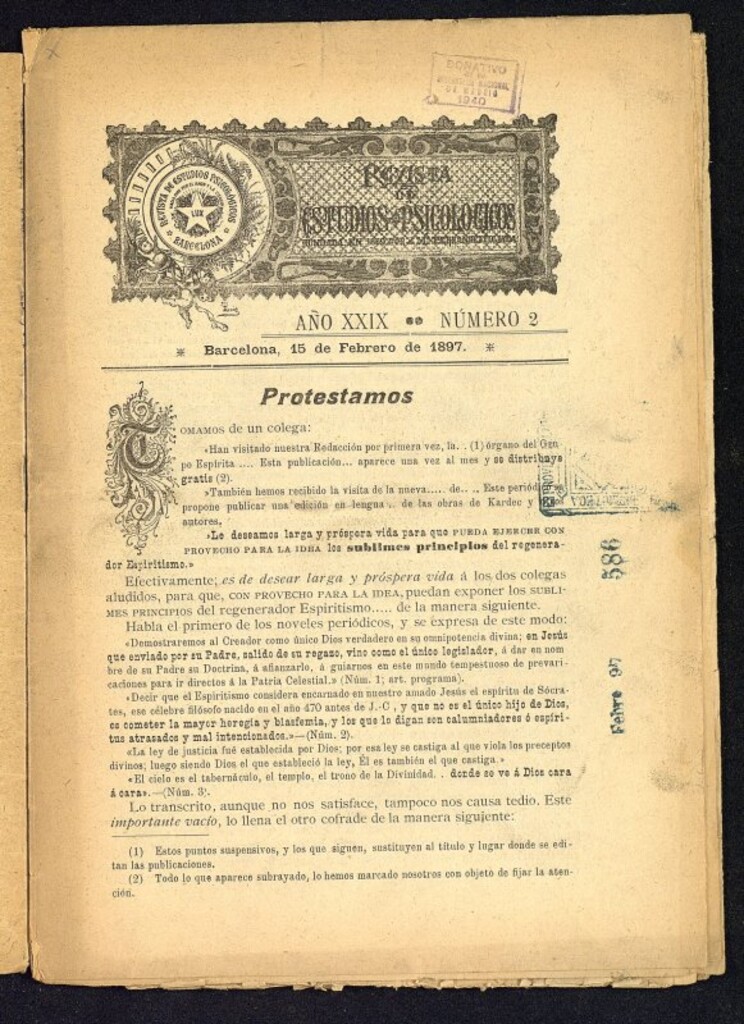 DONATIVO
1940
REVISTA DE ESTUDIOS PSICOLÓGICOS
LUX
BARCELONA
REVISTA
DE
ESTUDIOS PSICOLÓGICOS
AÑO XXIX NÚMERO 2
Barcelona, 15 de Febrero de 1897.
Protestamos
TOMAMOS de un colega:
«Han visitado nuestra Redacción por primera vez, la. . (1) órgano del Gru
po Espírita .... Esta publicación... aparece una vez al mes y se distribuye
gratis (2).
»También hemos recibido la visita de la nueva..... de... ., Este periódico
propone publicar una edición en lengua . . de las obras de Kardec y
autores.
»Le deseamos larga y próspera vida para que PUEDA EJERCER CON
PROVECHO PARA LA IDEA los sublimes principios del regenera-
dor Espiritismo.»
Efectivamente; es de desear larga y próspera vida á los dos colegas
aludidos, para que, CON PROVECHO PARA LA IDEA, puedan exponer los SUBLI-
MES PRINCIPIOS del regenerador Espiritismo..... de la manera siguiente.
Habla el primero de los noveles periódicos, y se expresa de este modo:
«Demostraremos al Creador como único Dios verdadero en su omnipotencia divina; en Jesús
que enviado por su Padre, salido de su regazo, vino como el único legislador, á dar en nom
bre de su Padre su Doctrina, á afianzarlo, á guiarnos en este mundo tempestuoso de prevari-
caciones para ir directos á la Patria Celestial.» (Núm. 1; art. programa).
«Decir que el Espiritismo considera encarnado en nuestro amado Jesús el espíritu de Sócra-
tes, ese célebre filósofo nacido en el año 470 antes de J.-C , y que no es el único hijo de Dios,
es cometer la mayor heregía y blasfemia, y los que lo digan son calumniadores ó espíri-
tus atrasados y mal intencionados.»—(Núm. 2).
«La ley de justicia fué establecida por Dios; por esa ley se castiga al que viola los preceptos
divinos; luego siendo Dios el que estableció la ley, Él es también el que castiga.»
«El cielo es el tabernáculo, el templo, el trono de la Divinidad. . donde se ve á Dios cara
á cara».—(Núm. 3).
Lo transcrito, aunque no nos satisface, tampoco nos causa tedio. Este
importante vacío, lo llena el otro cofrade de la manera siguiente:
(1) Estos puntos suspensivos, y los que siguen, sustituyen al título y lugar donde se edi-
tan las publicaciones.
(2) Todo lo que aparece subrayado, lo hemos marcado nosotros con objeto de fijar la aten-
ción.
586
Febre 97